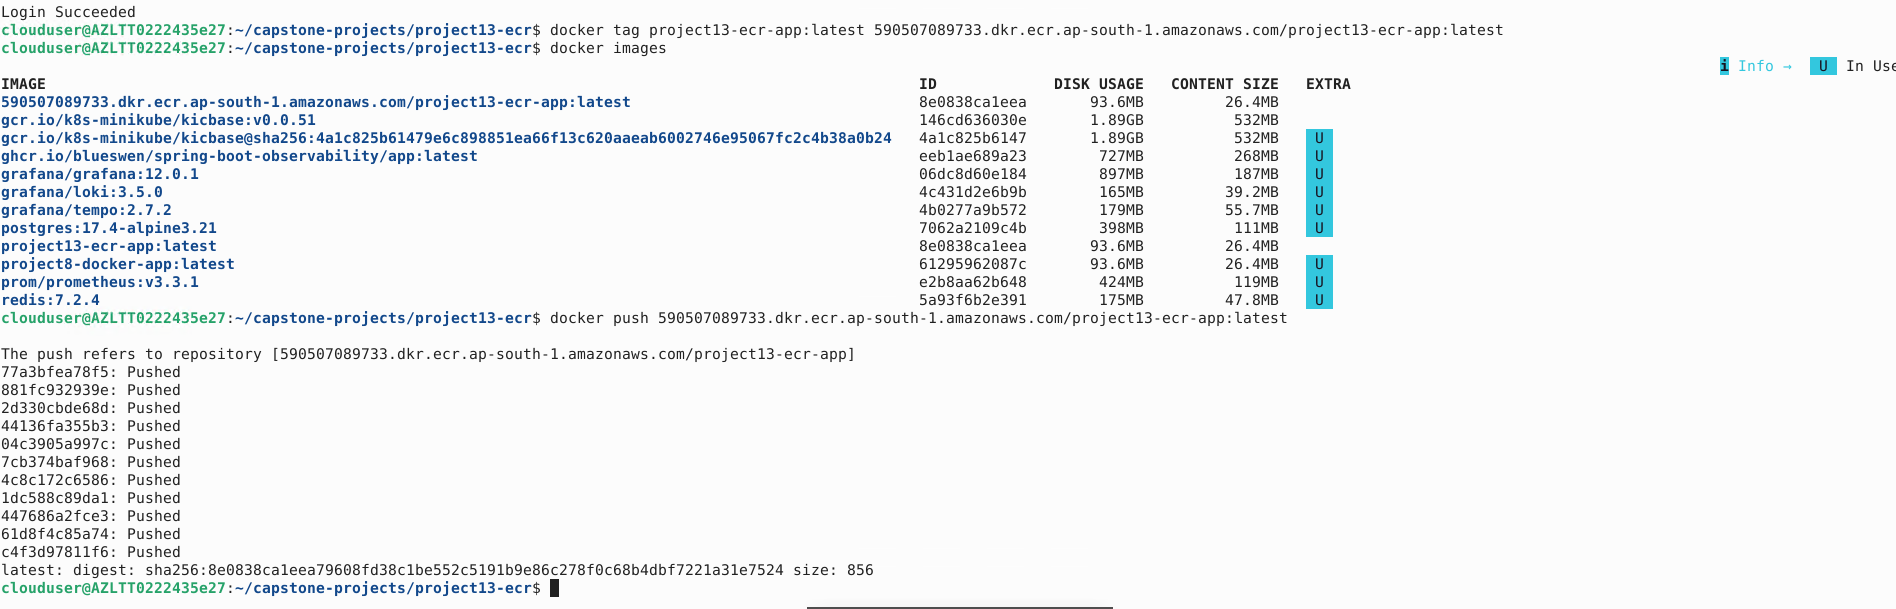 Login Succeeded
clouduser@AZLTT0222435e27:~/capstone-projects/project13-ecr$ docker tag project13-ecr-app:latest 590507089733.dkr.ecr.ap-south-1.amazonaws.com/project13-ecr-app:latest
clouduser@AZLTT0222435e27:~/capstone-projects/project13-ecr$ docker images
i Info → U In Use
IMAGE ID DISK USAGE CONTENT SIZE EXTRA
590507089733.dkr.ecr.ap-south-1.amazonaws.com/project13-ecr-app:latest 8e0838ca1eea 93.6MB 26.4MB
gcr.io/k8s-minikube/kicbase:v0.0.51 146cd636030e 1.89GB 532MB
gcr.io/k8s-minikube/kicbase@sha256:4a1c825b61479e6c898851ea66f13c620aaeab6002746e95067fc2c4b38a0b24 4a1c825b6147 1.89GB 532MB U
ghcr.io/blueswen/spring-boot-observability/app:latest eeb1ae689a23 727MB 268MB U
grafana/grafana:12.0.1 06dc8d60e184 897MB 187MB U
grafana/loki:3.5.0 4c431d2e6b9b 165MB 39.2MB U
grafana/tempo:2.7.2 4b0277a9b572 179MB 55.7MB U
postgres:17.4-alpine3.21 7062a2109c4b 398MB 111MB U
project13-ecr-app:latest 8e0838ca1eea 93.6MB 26.4MB
project8-docker-app:latest 61295962087c 93.6MB 26.4MB U
prom/prometheus:v3.3.1 e2b8aa62b648 424MB 119MB U
redis:7.2.4 5a93f6b2e391 175MB 47.8MB U
clouduser@AZLTT0222435e27:~/capstone-projects/project13-ecr$ docker push 590507089733.dkr.ecr.ap-south-1.amazonaws.com/project13-ecr-app:latest
The push refers to repository [590507089733.dkr.ecr.ap-south-1.amazonaws.com/project13-ecr-app]
77a3bfea78f5: Pushed
881fc932939e: Pushed
2d330cbde68d: Pushed
44136fa355b3: Pushed
04c3905a997c: Pushed
7cb374baf968: Pushed
4c8c172c6586: Pushed
1dc588c89da1: Pushed
447686a2fce3: Pushed
61d8f4c85a74: Pushed
c4f3d97811f6: Pushed
latest: digest: sha256:8e0838ca1eea79608fd38c1be552c5191b9e86c278f0c68b4dbf7221a31e7524 size: 856
clouduser@AZLTT0222435e27:~/capstone-projects/project13-ecr$